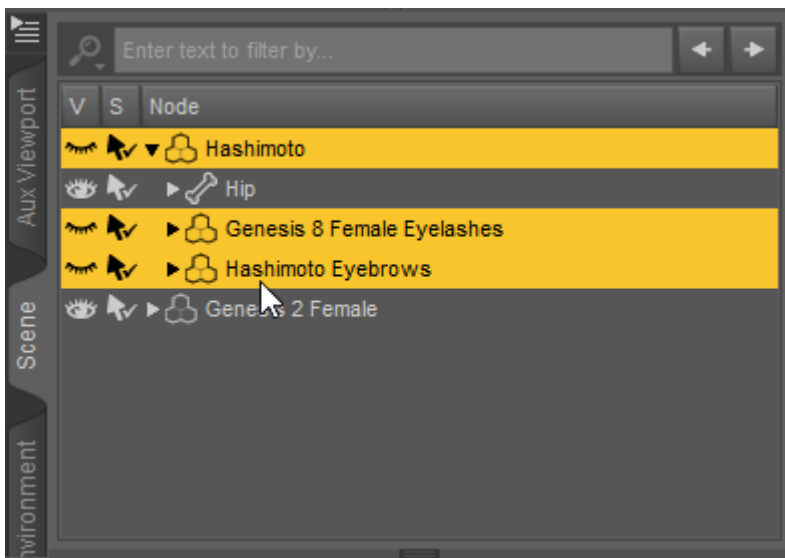 Enter text to filter by...
V S Node
Hashimoto
Hip
Genesis 8 Female Eyelashes
Hashimoto Eyebrows
Genesis 2 Female
Aux Viewport
Scene